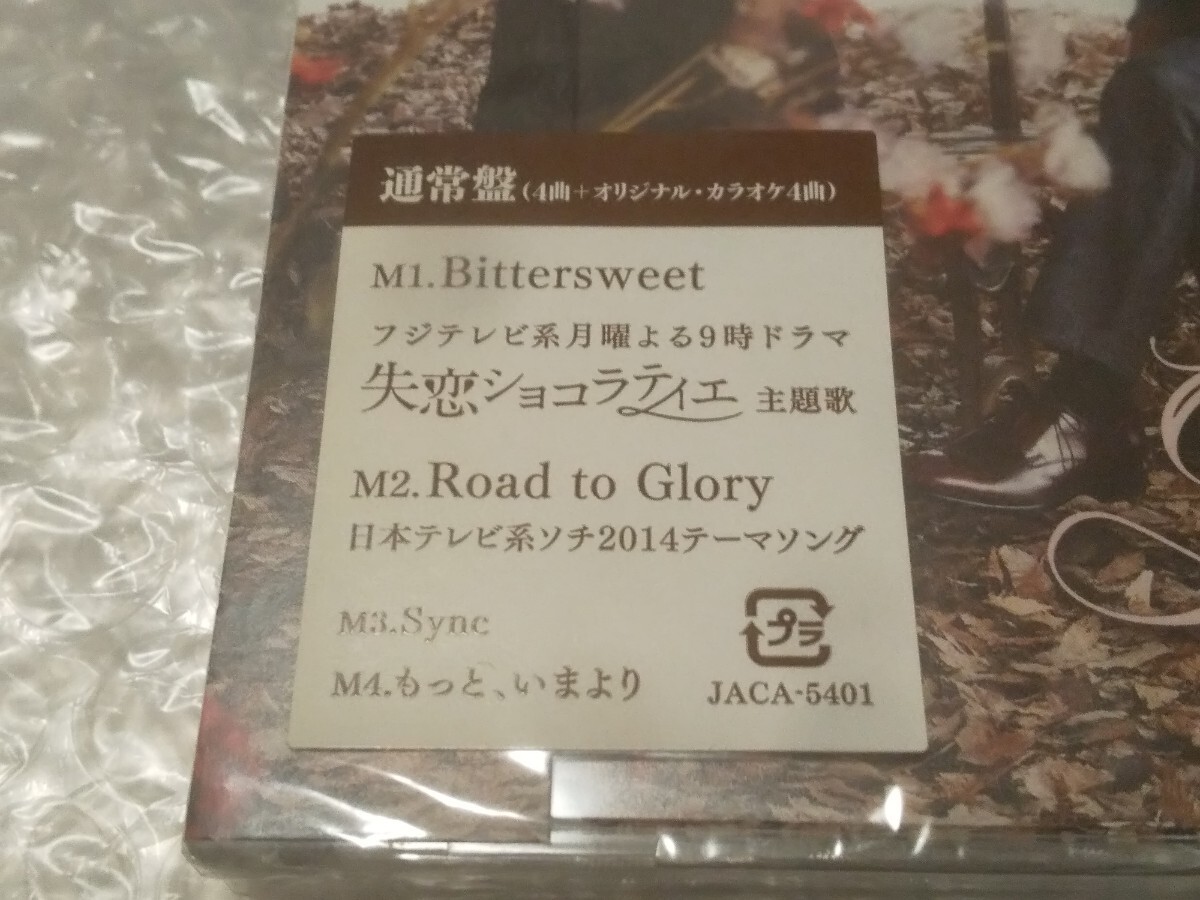 通常盤(4曲+オリジナル・カラオケ4曲)
M1.Bittersweet
フジテレビ系月曜よる9時ドラマ
失恋ショコラティエ 主題歌
M2.Road to Glory
日本テレビ系ソチ2014テーマソング
M3.Sync
M4.もっと、いまより
プラ
JACA-5401